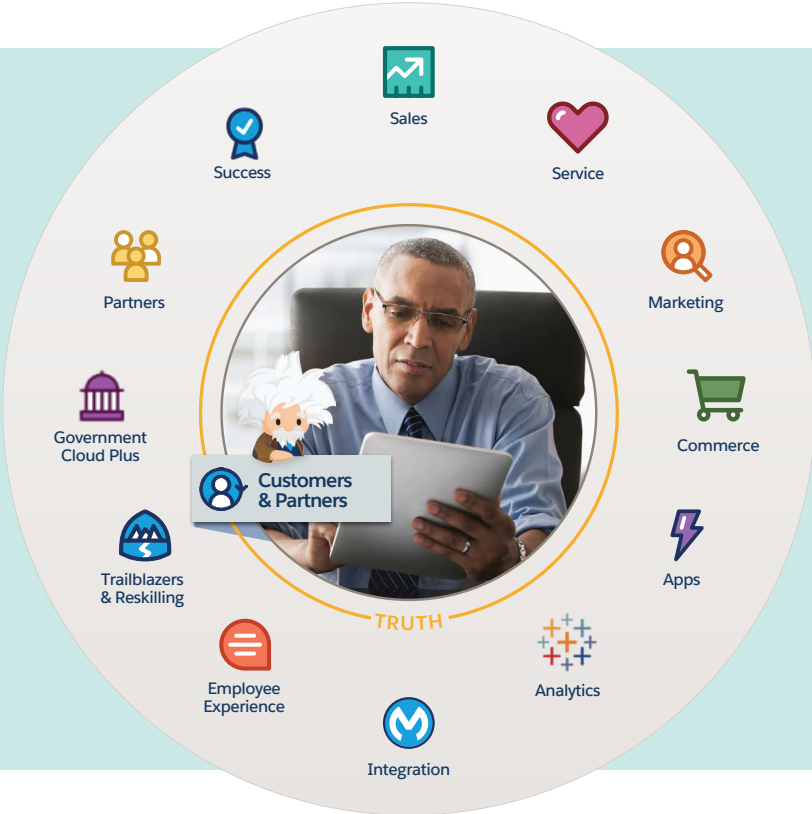 Sales
Success
Service
Partners
Marketing
Government
Cloud Plus
Commerce
Customers
& Partners
Trailblazers
& Reskilling
Apps
TRUTH
Employee
Experience
Analytics
Integration